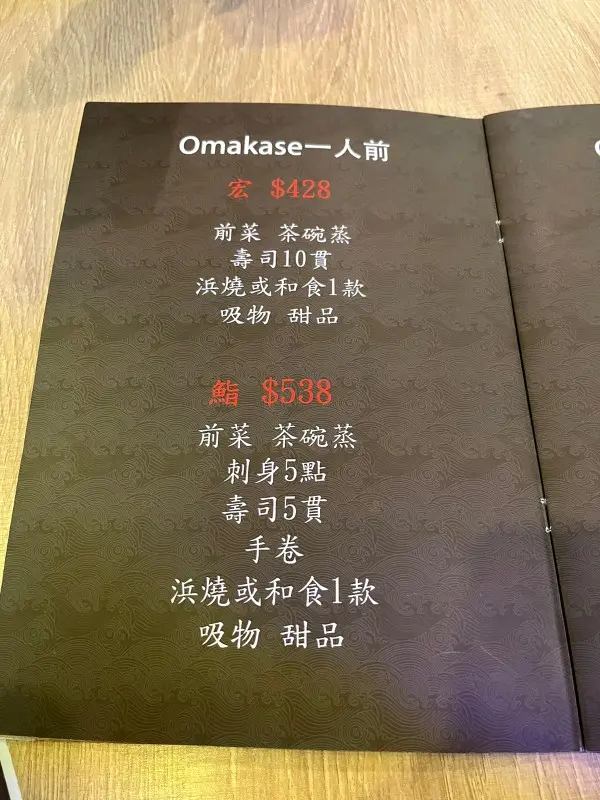 Omakase一人前
宏 $428
前菜 茶碗蒸
壽司10貫
浜燒或和食1款
吸物 甜品
鮨 $538
前菜 茶碗蒸
刺身5點
壽司5貫
手卷
浜燒或和食1款
吸物 甜品